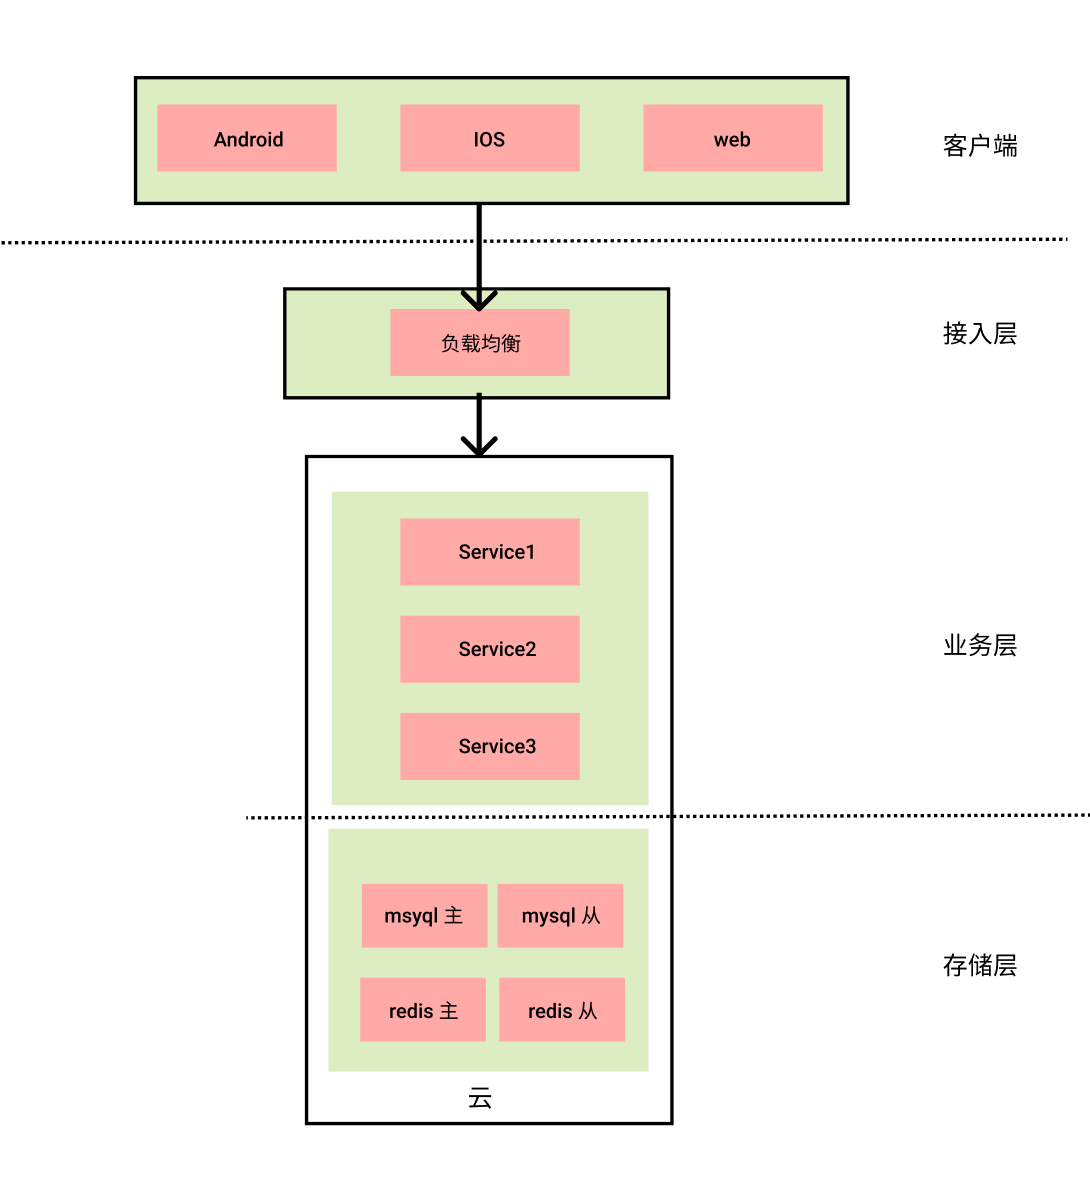 Android
IOS
web
客户端
负载均衡
接入层
Service1
Service2
业务层
Service3
msyql 主
mysql 从
存储层
redis 主
redis 从
云